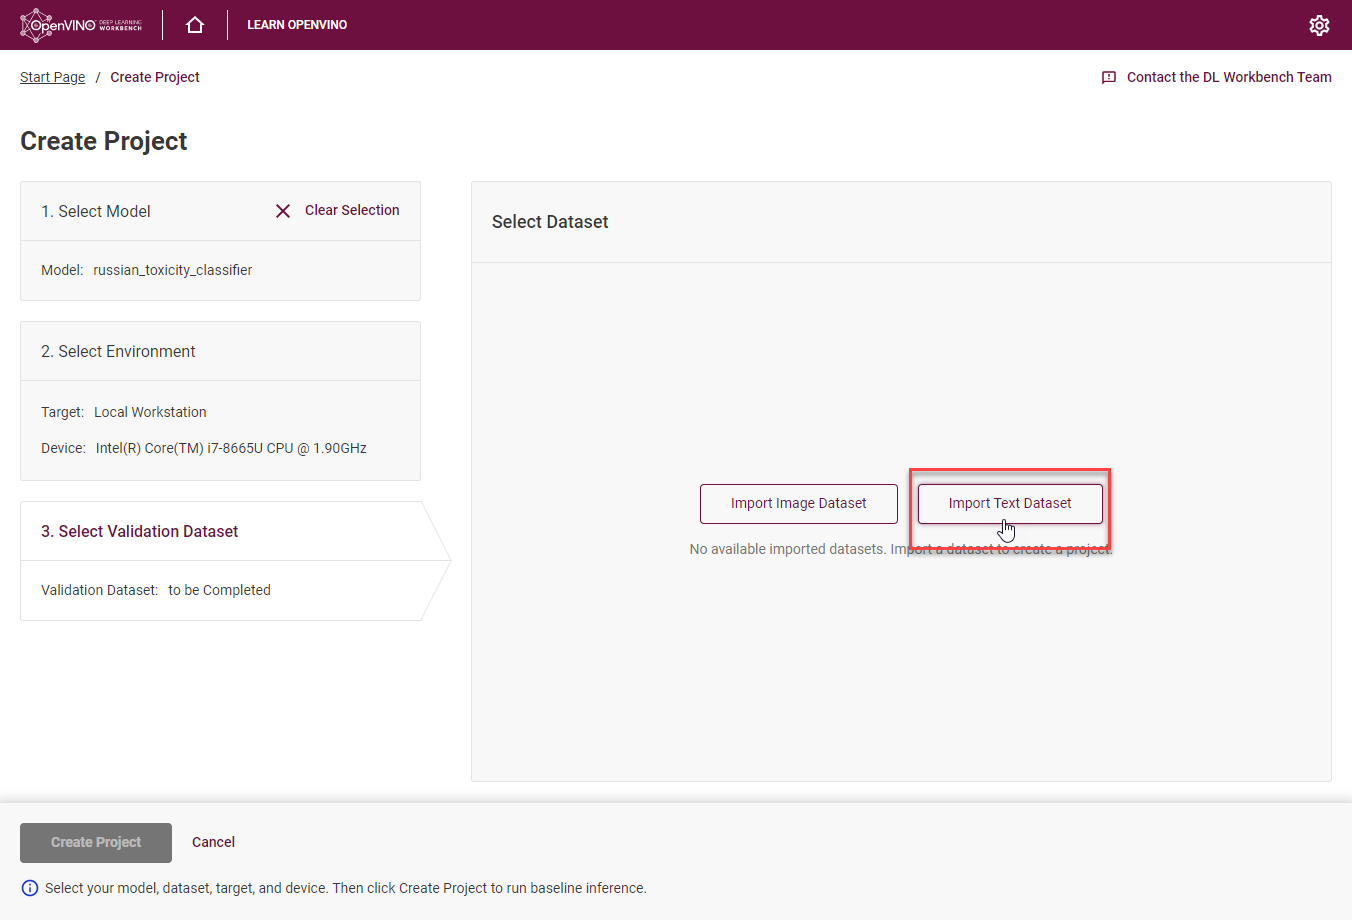 OpenVINO DEEP LEARNING WORKBENCH
LEARN OPENVINO
Start Page / Create Project
Contact the DL Workbench Team
Create Project
1. Select Model
Clear Selection
Model: russian_toxicity_classifier
2. Select Environment
Target: Local Workstation
Device: Intel(R) Core(TM) i7-8665U CPU @ 1.90GHz
3. Select Validation Dataset
Validation Dataset: to be Completed
Select Dataset
Import Image Dataset
Import Text Dataset
No available imported datasets. Import a dataset to create a project.
Create Project
Cancel
Select your model, dataset, target, and device. Then click Create Project to run baseline inference.